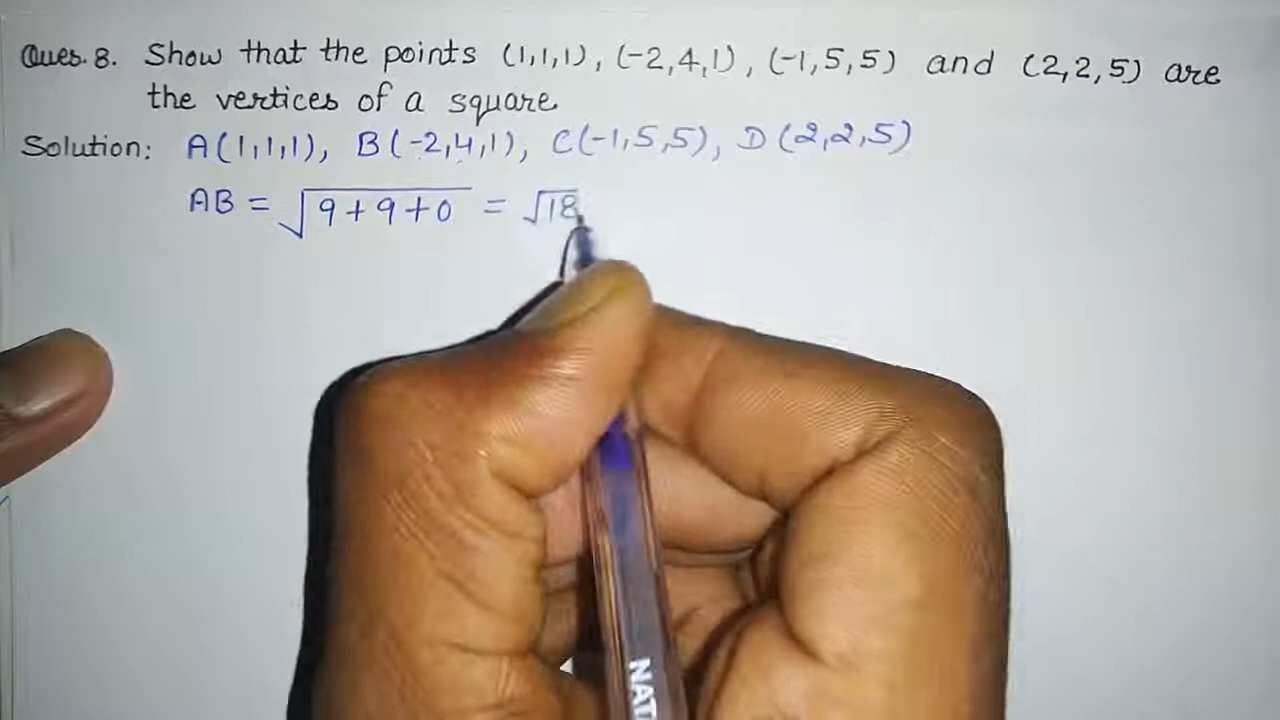 Ques. 8. Show that the points (1,1,1), (-2,4,1), (-1,5,5) and (2,2,5) are
the vertices of a square.
Solution: A(1,1,1), B(-2,4,1), C(-1,5,5), D(2,2,5)
AB = √9+9+0 = √18
NAT